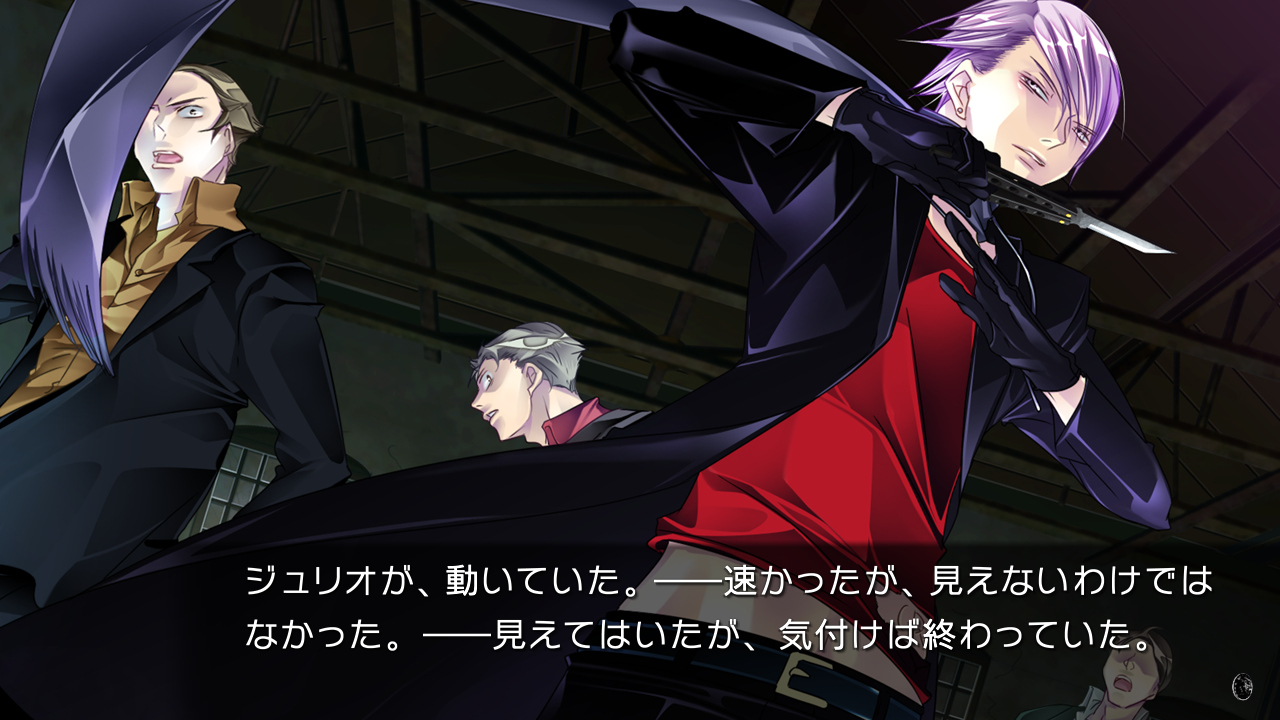 ジュリオが、動いていた。――速かったが、見えないわけでは
なかった。――見えてはいたが、気付けば終わっていた。